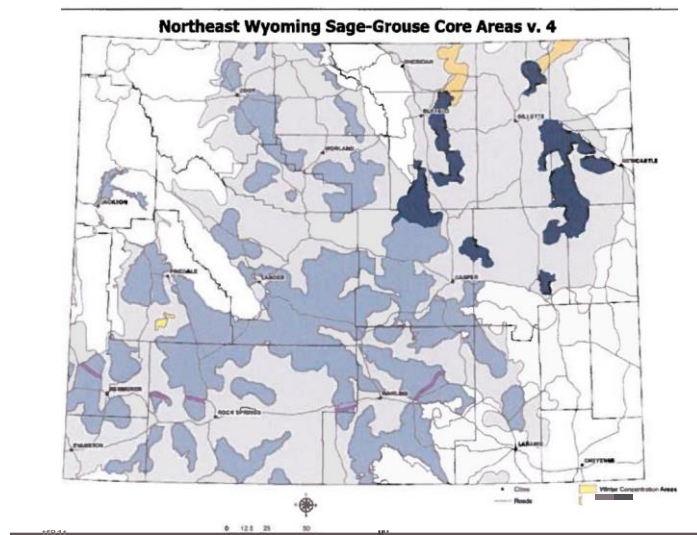 Northeast Wyoming Sage-Grouse Core Areas v. 4
SHERIDAN
CODY
BUFFALO
GILLETTE
WORLAND
NEWCASTLE
JACKSON
PINEDALE
LANDER
CASPER
KEMMERER
RAWLINS
ROCK SPRINGS
EVANSTON
LARAMIE
CHEYENNE
Cities
Roads
Winter Concentration Areas
0 12.5 25 50